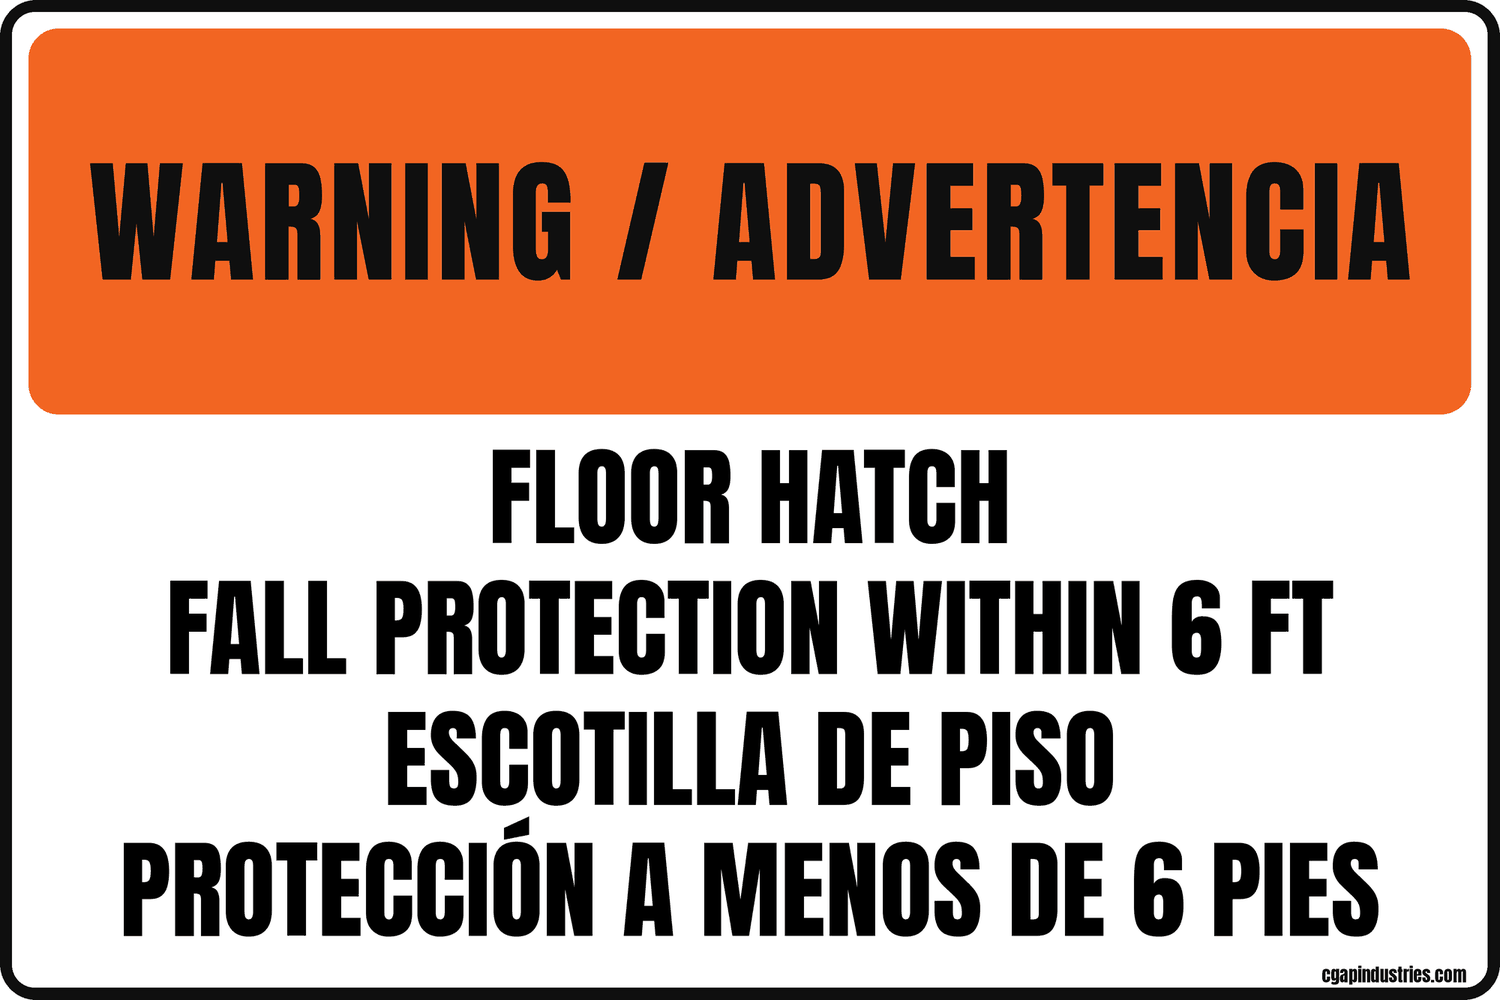 WARNING / ADVERTENCIA
FLOOR HATCH
FALL PROTECTION WITHIN 6 FT
ESCOTILLA DE PISO
PROTECCIÓN A MENOS DE 6 PIES
cgapindustries.com